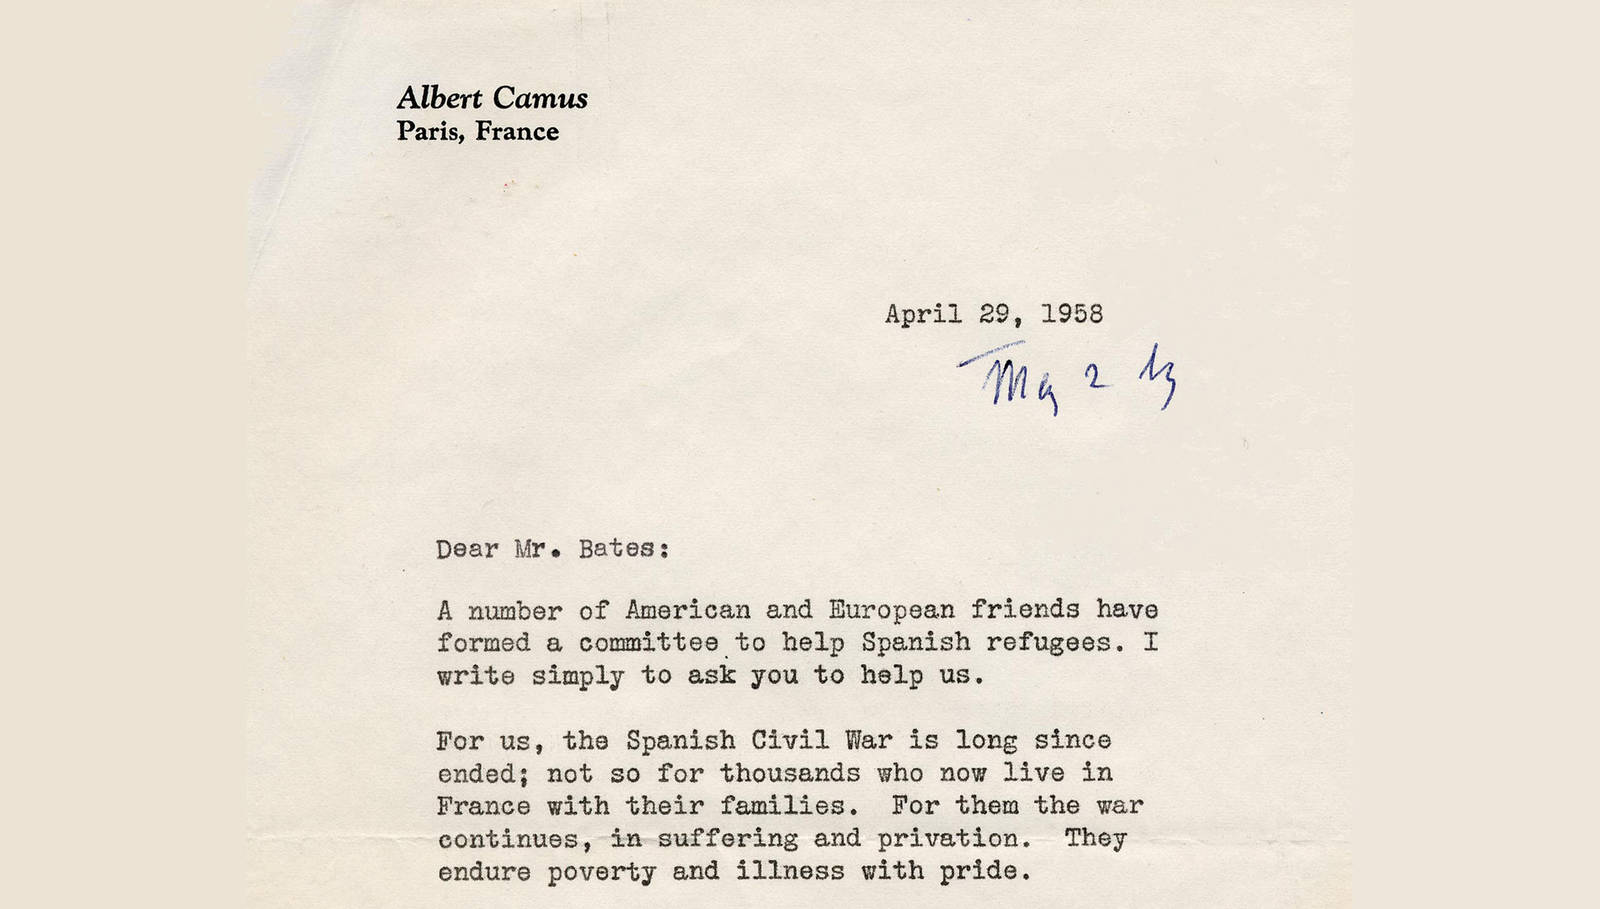 Albert Camus
Paris, France
April 29, 1958
May 2
Dear Mr. Bates:
A number of American and European friends have
formed a committee to help Spanish refugees. I
write simply to ask you to help us.
For us, the Spanish Civil War is long since
ended; not so for thousands who now live in
France with their families. For them the war
continues, in suffering and privation. They
endure poverty and illness with pride.